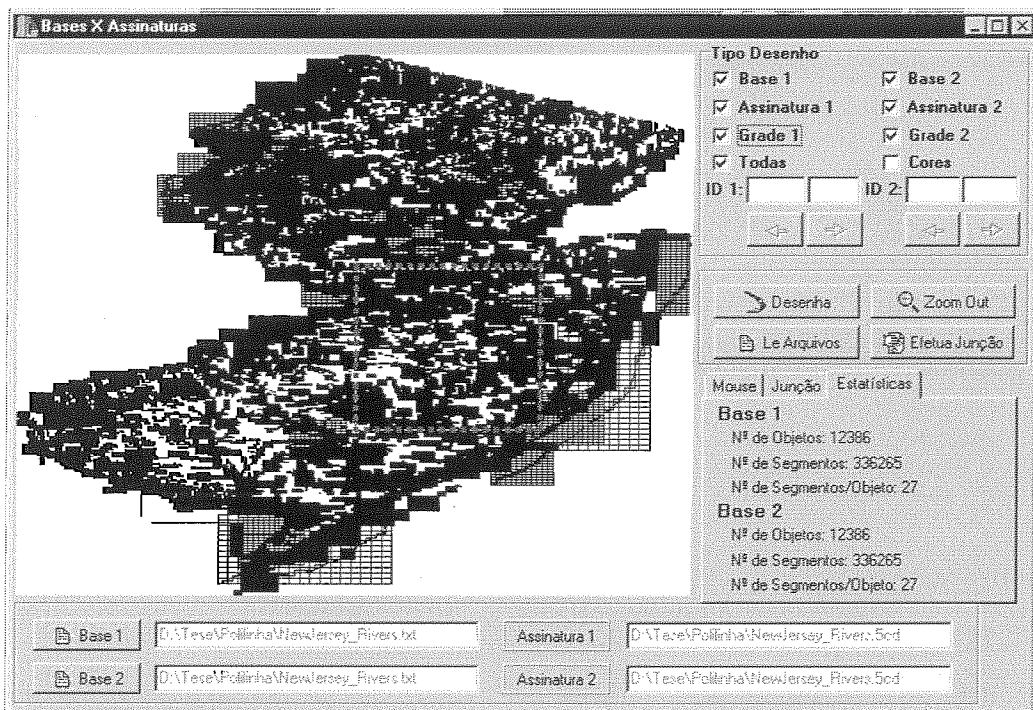 Bases X Assinaturas
Tipo Desenho
Base 1
Base 2
Assinatura 1
Assinatura 2
Grade 1
Grade 2
Todas
Cores
ID 1:
ID 2:
Desenha
Zoom Out
Le Arquivos
Efetua Junção
Mouse
Junção
Estatísticas
Base 1
Nº de Objetos: 12386
Nº de Segmentos: 336265
Nº de Segmentos/Objeto: 27
Base 2
Nº de Objetos: 12386
Nº de Segmentos: 336265
Nº de Segmentos/Objeto: 27
Base 1
D:\Tese\Polilinha\NewJersey_Rivers.txt
Assinatura 1
D:\Tese\Polilinha\NewJersey_Rivers.5cd
Base 2
D:\Tese\Polilinha\NewJersey_Rivers.txt
Assinatura 2
D:\Tese\Polilinha\NewJersey_Rivers.5cd